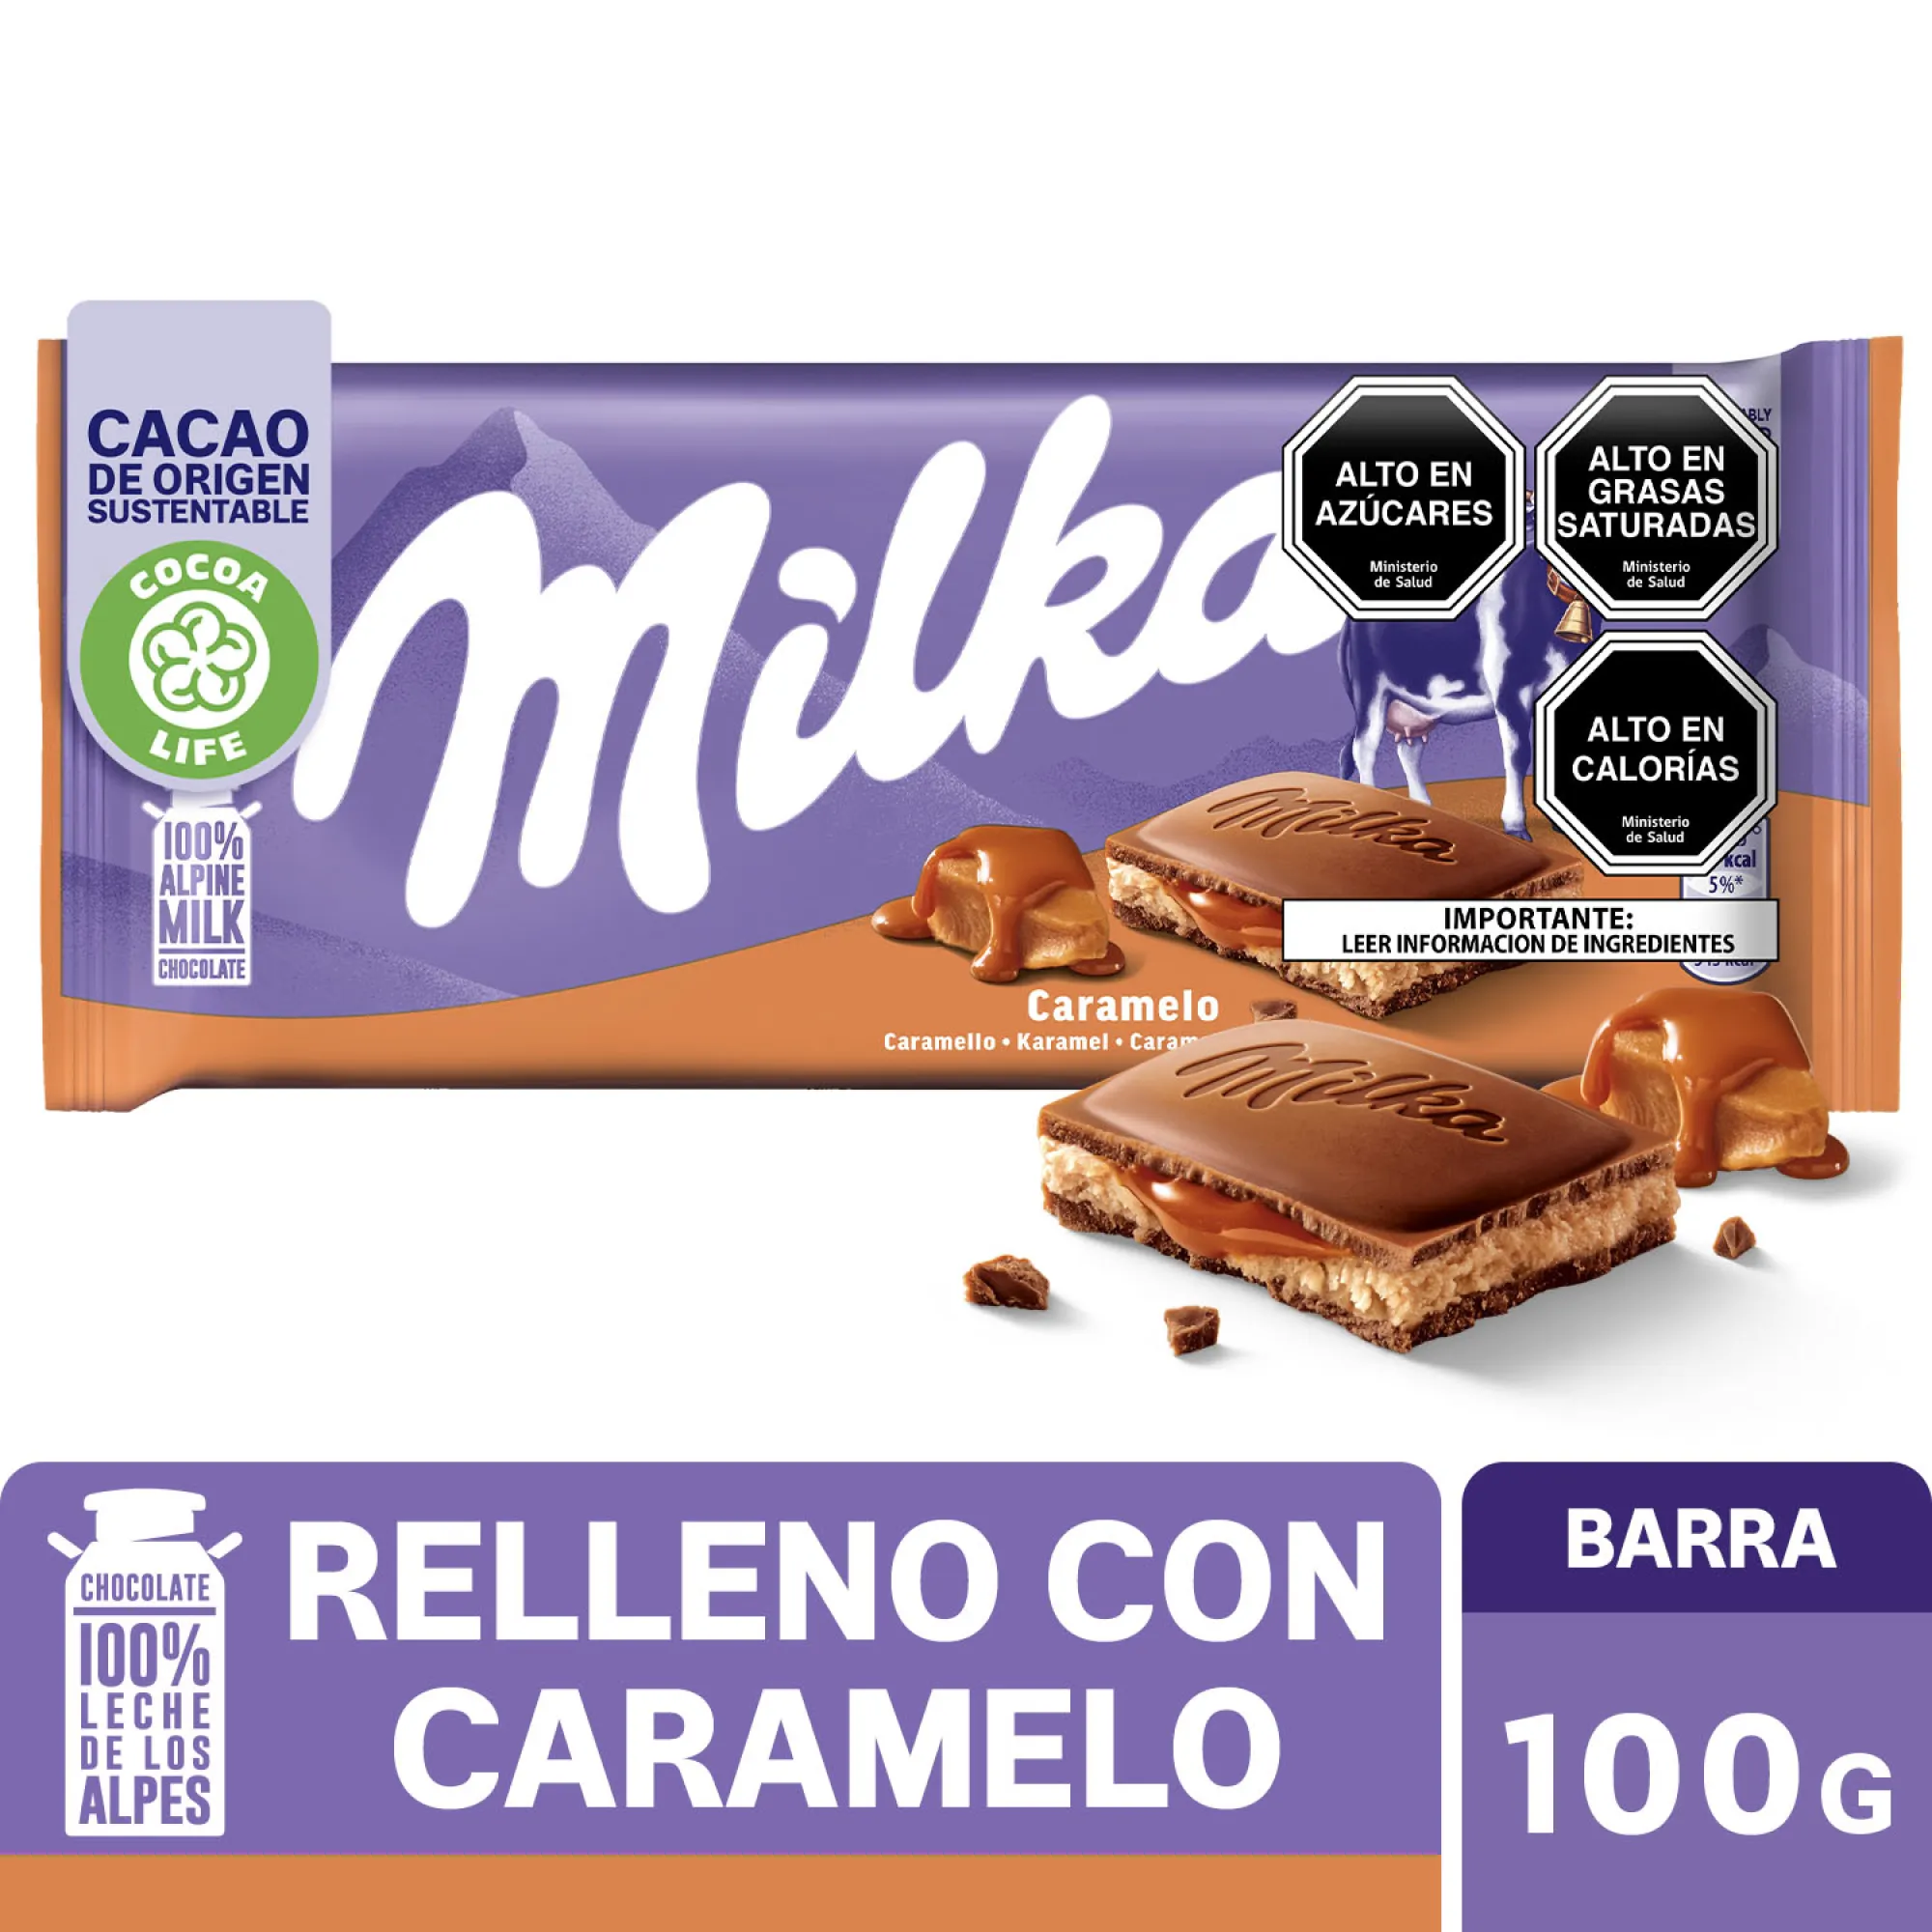 CACAO
DE ORIGEN
SUSTENTABLE
COCOA
LIFE
100%
ALPINE
MILK
CHOCOLATE
Milka
ALTO EN
AZÚCARES
Ministerio
de Salud
ALTO EN
GRASAS
SATURADAS
Ministerio
de Salud
ALTO EN
CALORÍAS
Ministerio
de Salud
kcal
5%*
IMPORTANTE:
LEER INFORMACION DE INGREDIENTES
Milka
Caramelo
Caramello • Karamel •
Milka
CHOCOLATE
100%
LECHE
DE LOS
ALPES
RELLENO CON
CARAMELO
BARRA
100G